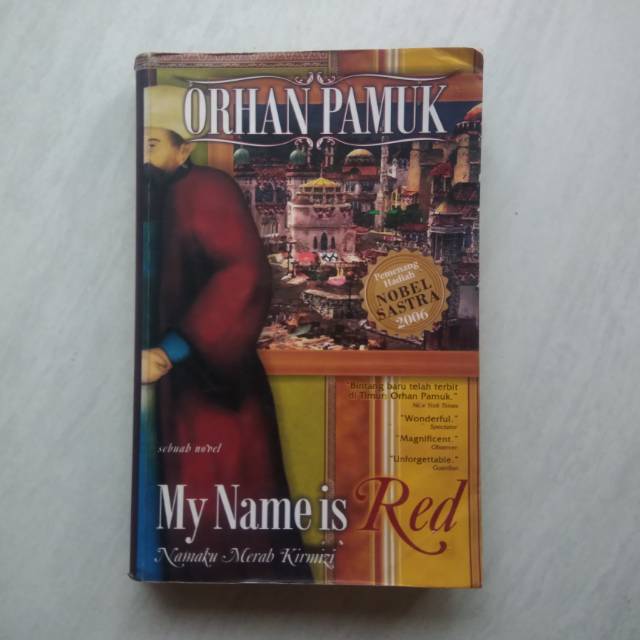 ORHAN PAMUK
Pemenang
Hadiah
NOBEL
SASTRA
2006
"Bintang baru telah terbit
di Timur: Orhan Pamuk."
New York Times
"Wonderful."
Spectator
"Magnificent."
Observer
"Unforgettable."
Guardian
sebuah novel
My Name is Red
Namaku Merah Kirmizi